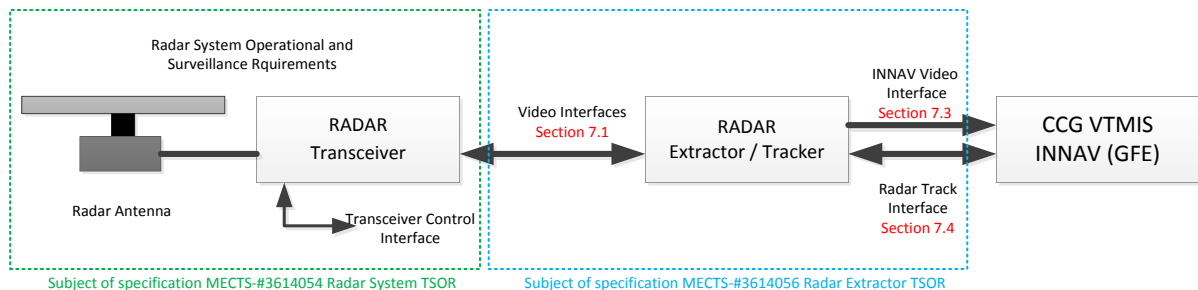 Radar System Operational and
Surveillance Rquirements
RADAR
Transceiver
Radar Antenna
Transceiver Control
Interface
Video Interfaces
Section 7.1
RADAR
Extractor / Tracker
INNAV Video
Interface
Section 7.3
Radar Track
Interface
Section 7.4
CCG VTMIS
INNAV (GFE)
Subject of specification MECTS-#3614054 Radar System TSOR
Subject of specification MECTS-#3614056 Radar Extractor TSOR